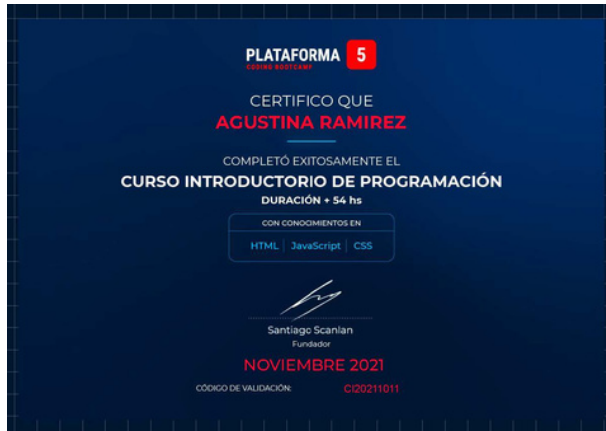 PLATAFORMA 5
CODING BOOTCAMP
CERTIFICO QUE
AGUSTINA RAMIREZ
COMPLETÓ EXITOSAMENTE EL
CURSO INTRODUCTORIO DE PROGRAMACIÓN
DURACIÓN + 54 hs
CON CONOCIMIENTOS EN
HTML | JavaScript | CSS
Santiago Scanlan
Fundador
NOVIEMBRE 2021
CÓDIGO DE VALIDACIÓN: CI20211011